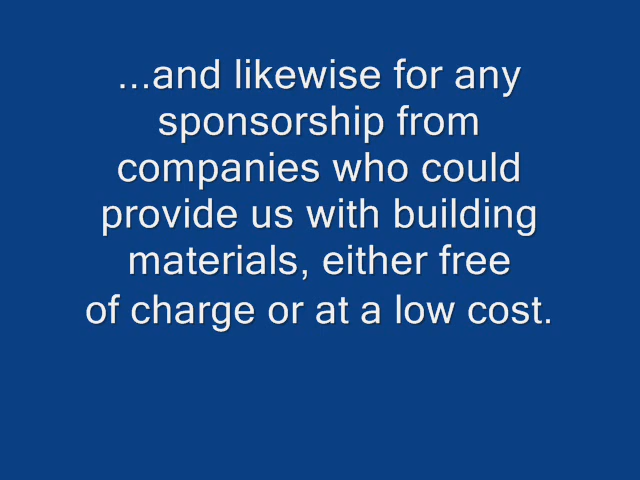 ...and likewise for any
sponsorship from
companies who could
provide us with building
materials, either free
of charge or at a low cost.